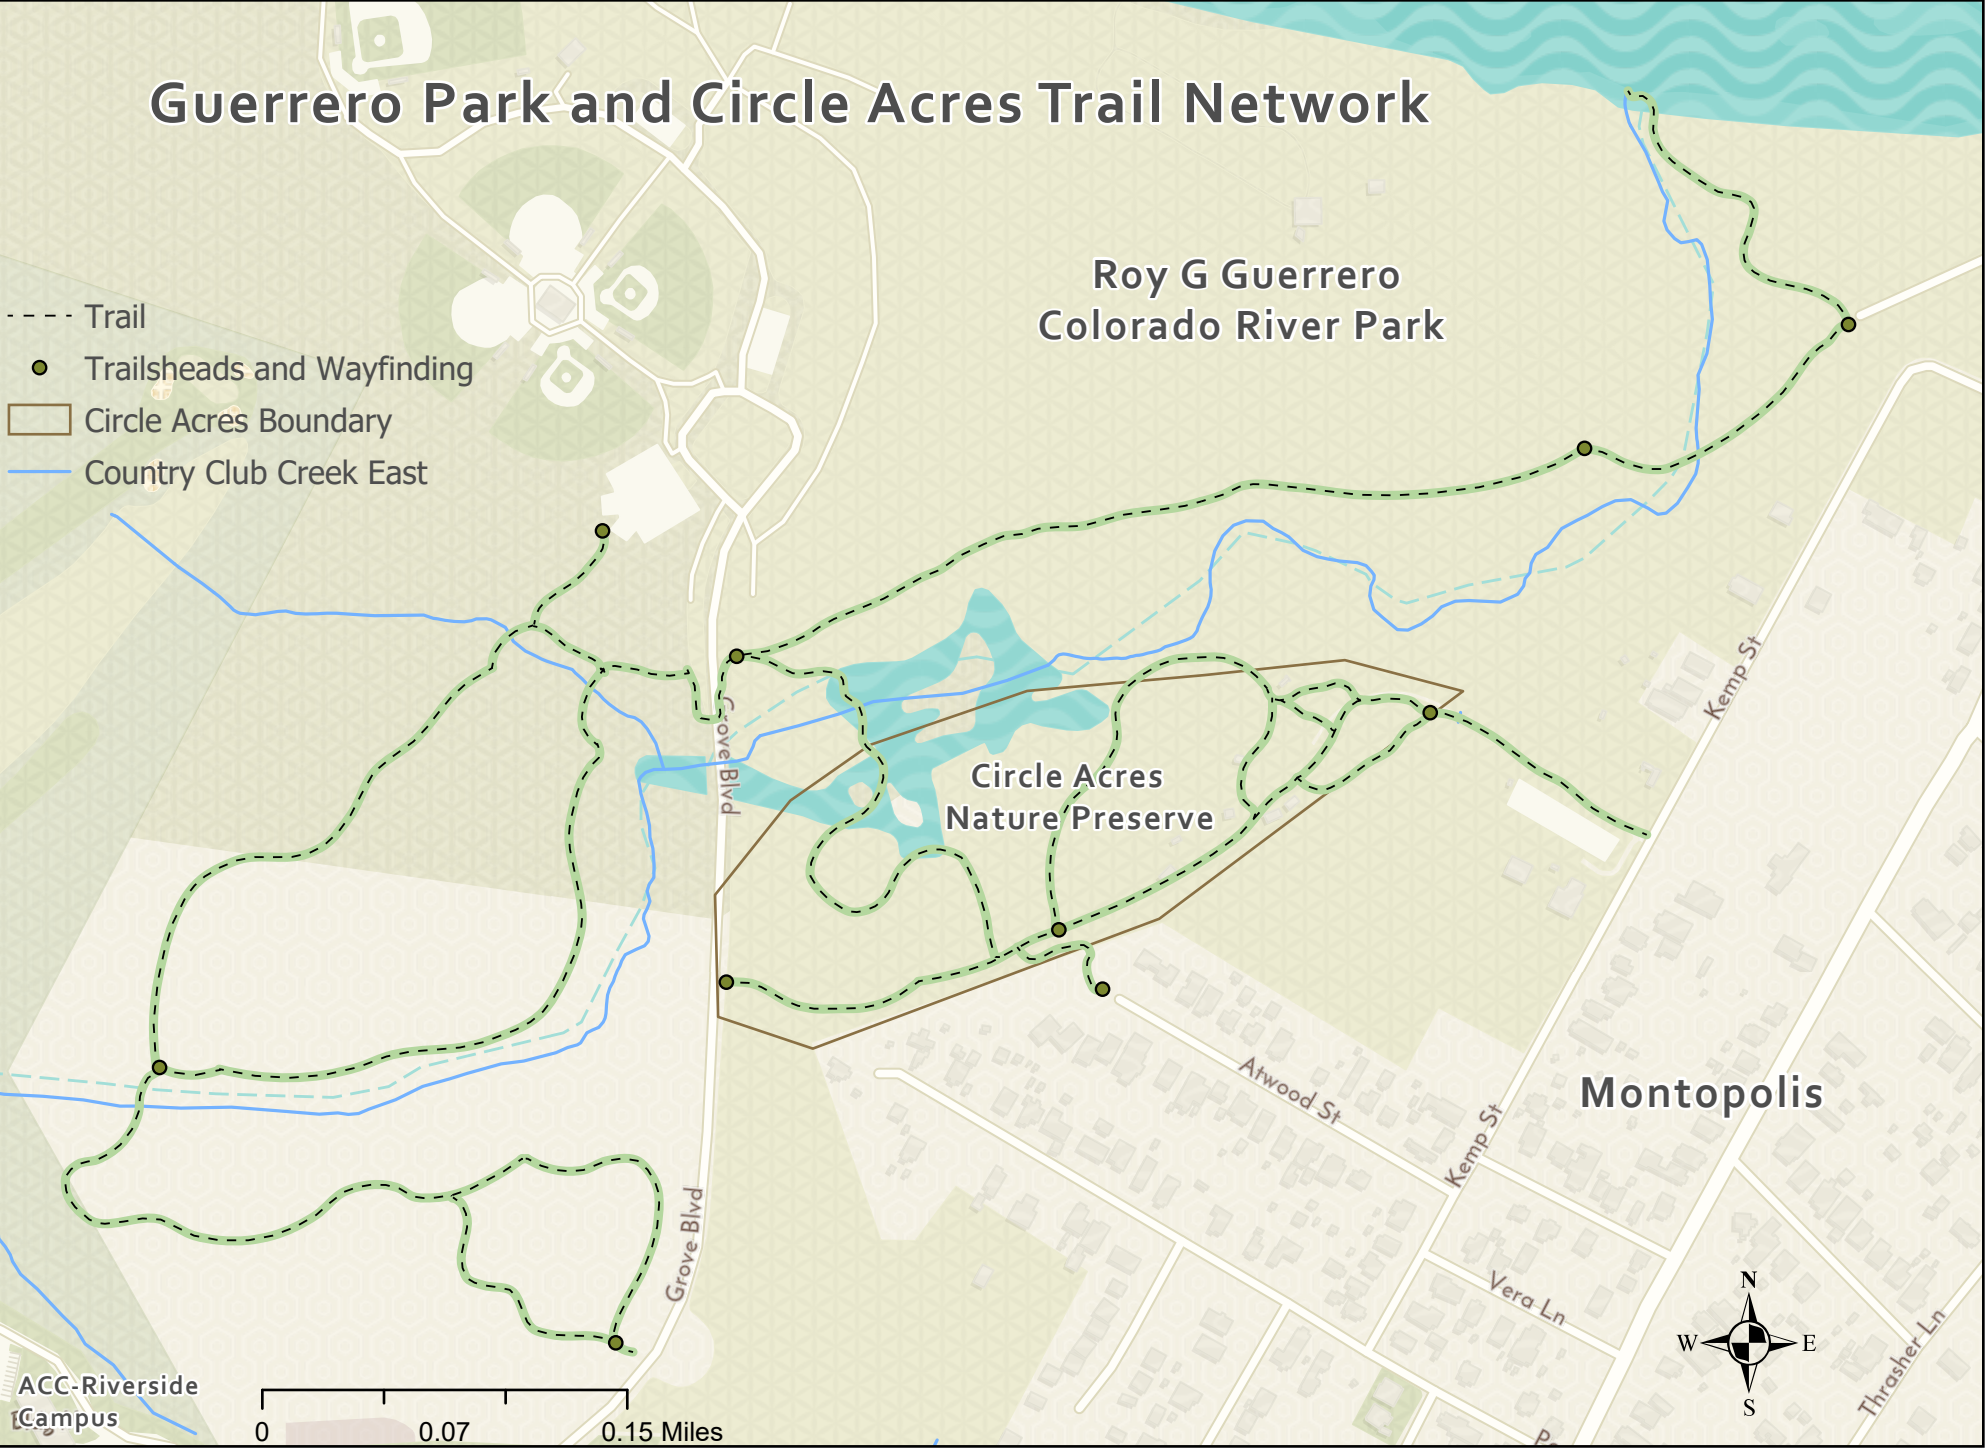 Guerrero Park and Circle Acres Trail Network
Roy G Guerrero
Colorado River Park
Trail
Trailsheads and Wayfinding
Circle Acres Boundary
Country Club Creek East
Kemp St
Grove Blvd
Circle Acres
Nature Preserve
Atwood St
Montopolis
Kemp St
Grove Blvd
Vera Ln
Thrasher Ln
N
W
E
S
ACC-Riverside
Campus
0
0.07
0.15 Miles